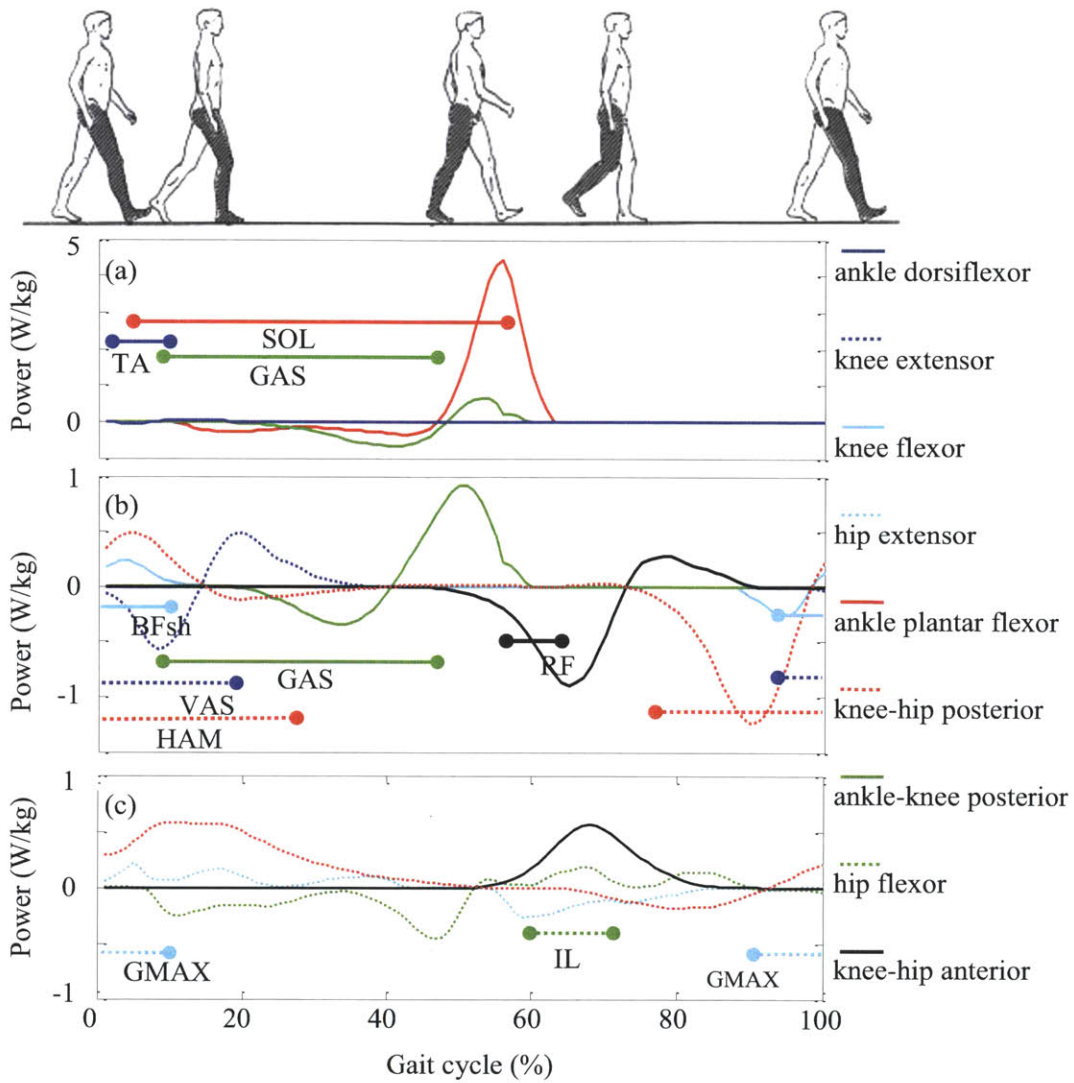 5
(a)
ankle dorsiflexor
SOL
TA
GAS
knee extensor
0
Power (W/kg)
knee flexor
1
(b)
hip extensor
0
BFsh
RF
ankle plantar flexor
GAS
VAS
-1
HAM
knee-hip posterior
Power (W/kg)
1
(c)
ankle-knee posterior
0
hip flexor
IL
GMAX
GMAX
knee-hip anterior
-1
Power (W/kg)
0 20 40 60 80 100
Gait cycle (%)